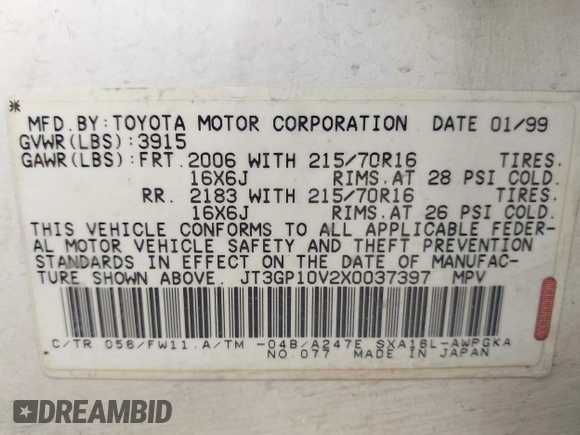 * MFD.BY:TOYOTA MOTOR CORPORATION DATE 01/99
GVWR(LBS):3915
GAWR(LBS):FRT. 2006 WITH 215/70R16 TIRES.
16X6J RIMS.AT 28 PSI COLD.
RR. 2183 WITH 215/70R16 TIRES.
16X6J RIMS.AT 26 PSI COLD.
THIS VEHICLE CONFORMS TO ALL APPLICABLE FEDER-
AL MOTOR VEHICLE SAFETY AND THEFT PREVENTION
STANDARDS IN EFFECT ON THE DATE OF MANUFAC-
TURE SHOWN ABOVE. JT3GP10V2X0037397 MPV
C/TR 056/FW11.A/TM -04B/A247E SXA16L-AWPGKA
NO.077 MADE IN JAPAN
DREAMBID